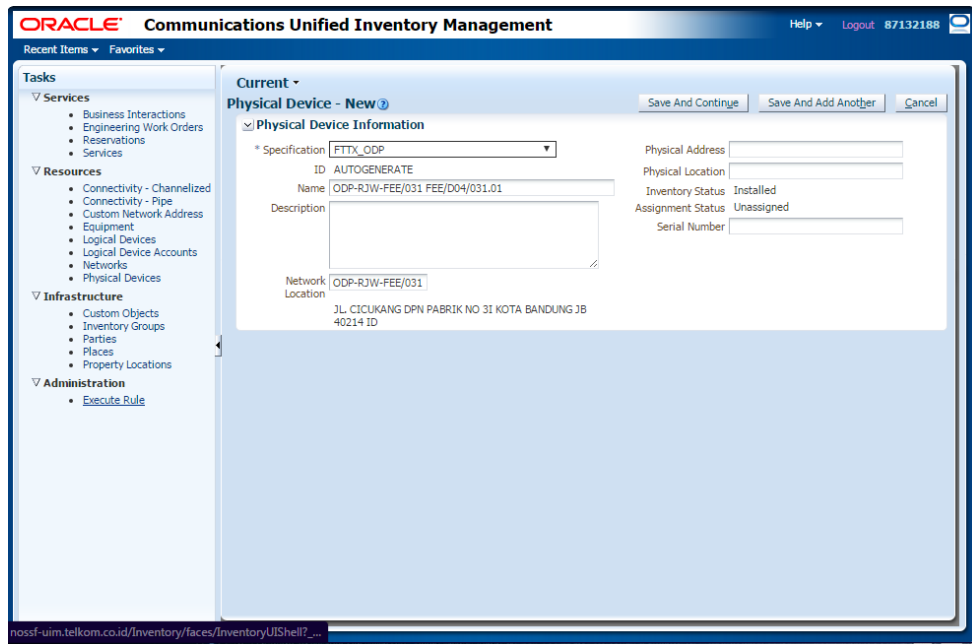 ORACLE Communications Unified Inventory Management
Help Logout 87132188
Recent Items Favorites
Tasks
Services
Business Interactions
Engineering Work Orders
Reservations
Services
Resources
Connectivity - Channelized
Connectivity - Pipe
Custom Network Address
Equipment
Logical Devices
Logical Device Accounts
Networks
Physical Devices
Infrastructure
Custom Objects
Inventory Groups
Parties
Places
Property Locations
Administration
Execute Rule
Current
Physical Device - New
Save And Continue Save And Add Another Cancel
Physical Device Information
* Specification FTTX_ODP
ID AUTOGENERATE
Name ODP-RJW-FEE/031 FEE/D04/031.01
Description
Network Location ODP-RJW-FEE/031
JL. CICUKANG DPN PABRIK NO 3I KOTA BANDUNG JB
40214 ID
Physical Address
Physical Location
Inventory Status Installed
Assignment Status Unassigned
Serial Number
nossf-uim.telkom.co.id/Inventory/faces/InventoryUIShell?_...